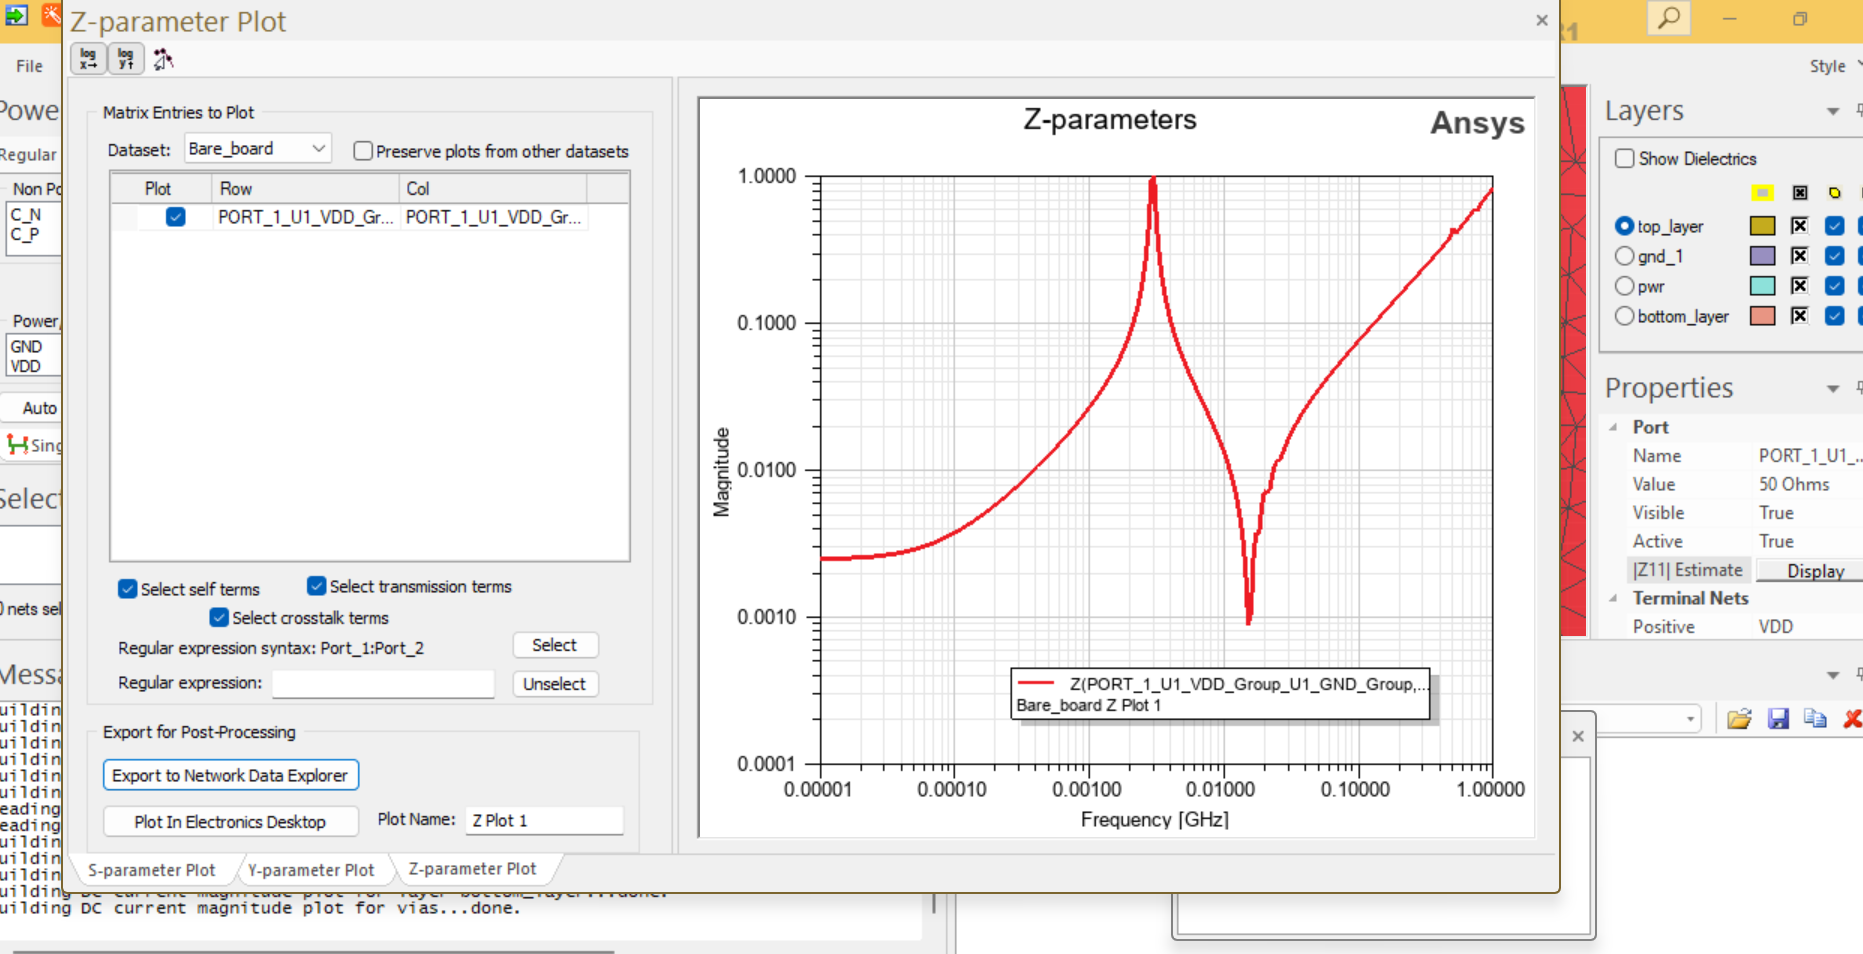 Z-parameter Plot
log
x
log
y
File
Style
Matrix Entries to Plot
Dataset: Bare_board Preserve plots from other datasets
Plot Row Col
PORT_1_U1_VDD_Gr... PORT_1_U1_VDD_Gr...
Select self terms Select transmission terms
Select crosstalk terms
Regular expression syntax: Port_1:Port_2 Select
Regular expression: Unselect
Export for Post-Processing
Export to Network Data Explorer
Plot In Electronics Desktop Plot Name: Z Plot 1
S-parameter Plot Y-parameter Plot Z-parameter Plot
Z-parameters
Ansys
1.0000
0.1000
0.0100
0.0010
0.0001
Magnitude
0.00001 0.00010 0.00100 0.01000 0.10000 1.00000
Frequency [GHz]
Z(PORT_1_U1_VDD_Group_U1_GND_Group,...
Bare_board Z Plot 1
Regular
C_N
C_P
Power
GND
VDD
Auto
Sing
nets sel
Layers
Show Dielectrics
top_layer
gnd_1
pwr
bottom_layer
Properties
Port
Name PORT_1_U1_...
Value 50 Ohms
Visible True
Active True
|Z11| Estimate Display
Terminal Nets
Positive VDD
uilding DC current magnitude plot for vias...done.